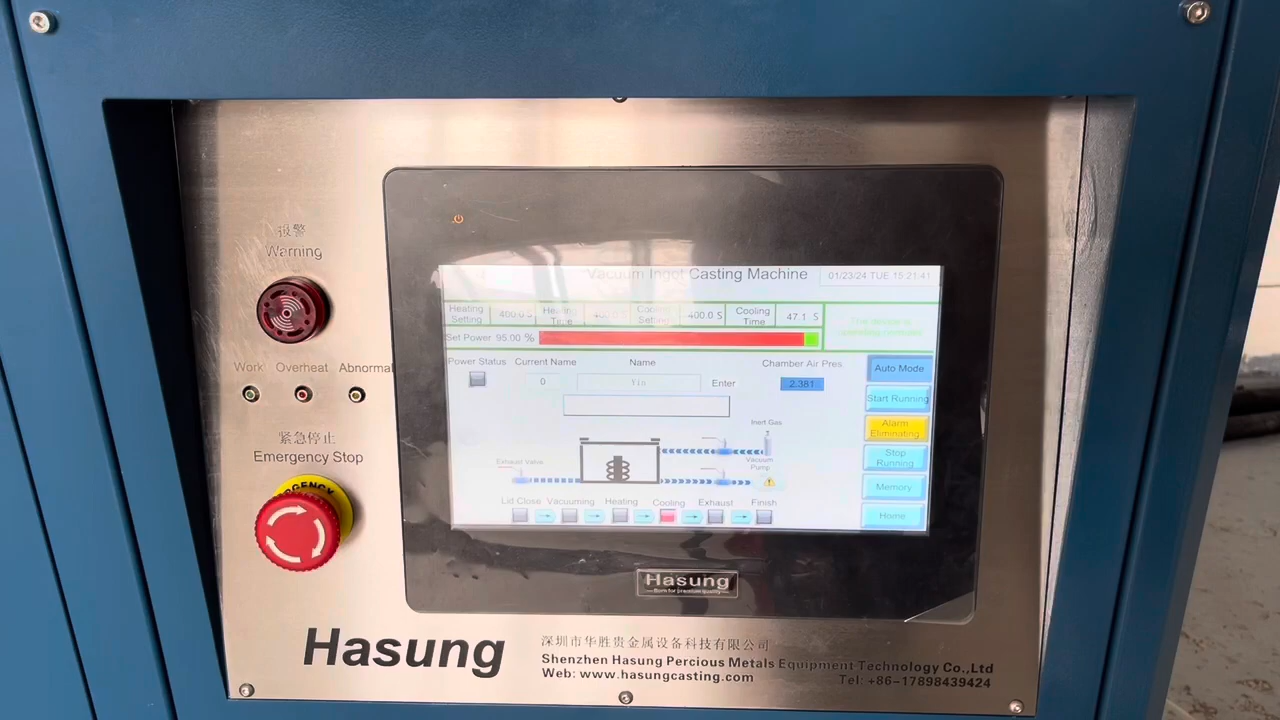 报警
Warning
Work Overheat Abnormal
紧急停止
Emergency Stop
Vacuum Ingot Casting Machine
01/23/24 TUE 15:21:41
Heating Setting 400.0 S Heating Time Cooling Setting 400.0 S Cooling Time 47.1 S
Set Power 95.00 %
Power Status
Current Name
Name
Chamber Air Pres
0
Yin
Enter
2.381
Auto Mode
Start Running
Alarm
Eliminating
Stop
Running
Memory
Home
Inert Gas
Vacuum
Pump
Exhaust Valve
Lid Close Vacuuming Heating Cooling Exhaust Finish
Hasung
Born for premium quality
Hasung
深圳市华胜贵金属设备科技有限公司
Shenzhen Hasung Percious Metals Equipment Technology Co.,Ltd
Web: www.hasungcasting.com
Tel: +86-17898439424